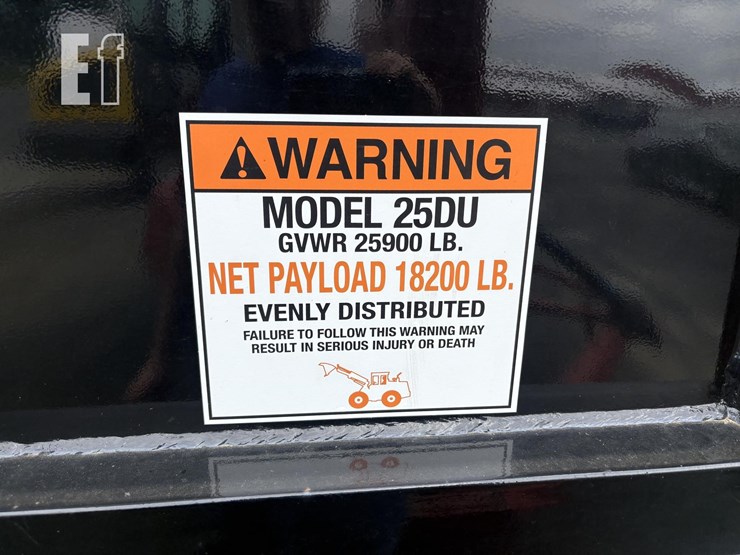 Ef
WARNING
MODEL 25DU
GVWR 25900 LB.
NET PAYLOAD 18200 LB.
EVENLY DISTRIBUTED
FAILURE TO FOLLOW THIS WARNING MAY
RESULT IN SERIOUS INJURY OR DEATH